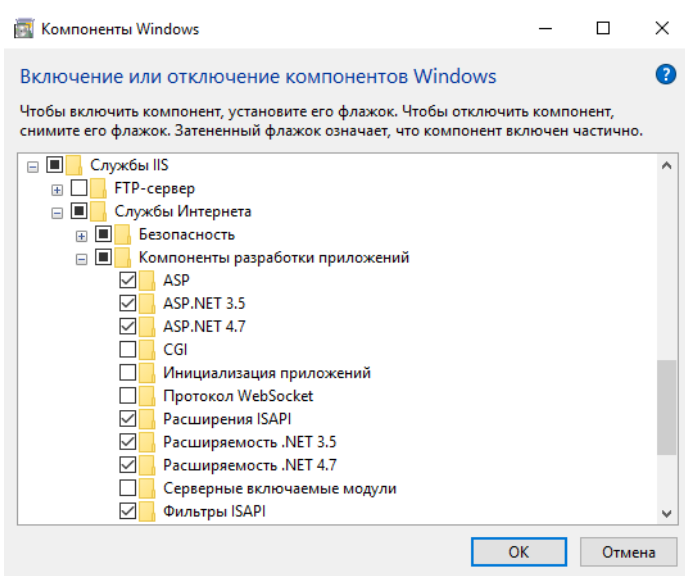 Компоненты Windows
Включение или отключение компонентов Windows
Чтобы включить компонент, установите его флажок. Чтобы отключить компонент,
снимите его флажок. Затененный флажок означает, что компонент включен частично.
Службы IIS
FTP-сервер
Службы Интернета
Безопасность
Компоненты разработки приложений
ASP
ASP.NET 3.5
ASP.NET 4.7
CGI
Инициализация приложений
Протокол WebSocket
Расширения ISAPI
Расширяемость .NET 3.5
Расширяемость .NET 4.7
Серверные включаемые модули
Фильтры ISAPI
ОК Отмена